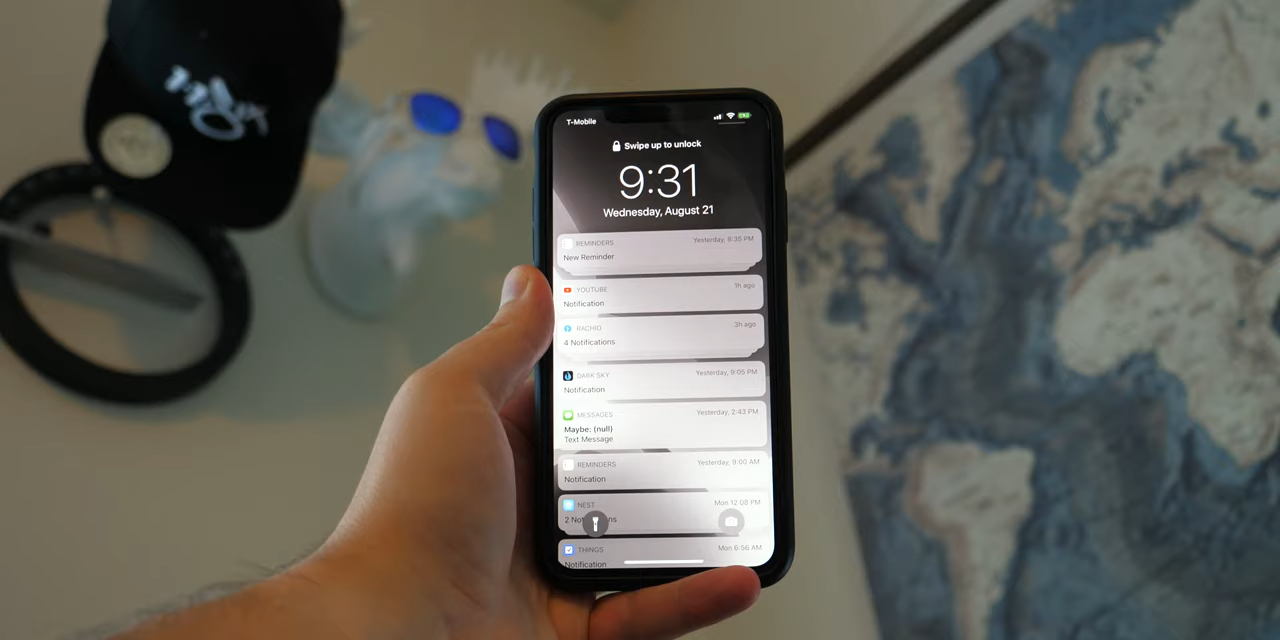 T-Mobile
Swipe up to unlock
9:31
Wednesday, August 21
REMINDERS Yesterday, 8:35 PM
New Reminder
YOUTUBE 1h ago
Notification
RACHIO 3h ago
4 Notifications
DARK SKY Yesterday, 9:05 PM
Notification
MESSAGES Yesterday, 2:43 PM
Maybe: (null)
Text Message
REMINDERS Yesterday, 9:00 AM
Notification
NEST Mon 12:08 PM
2 No ns
THINGS Mon 6:56 AM
Notification